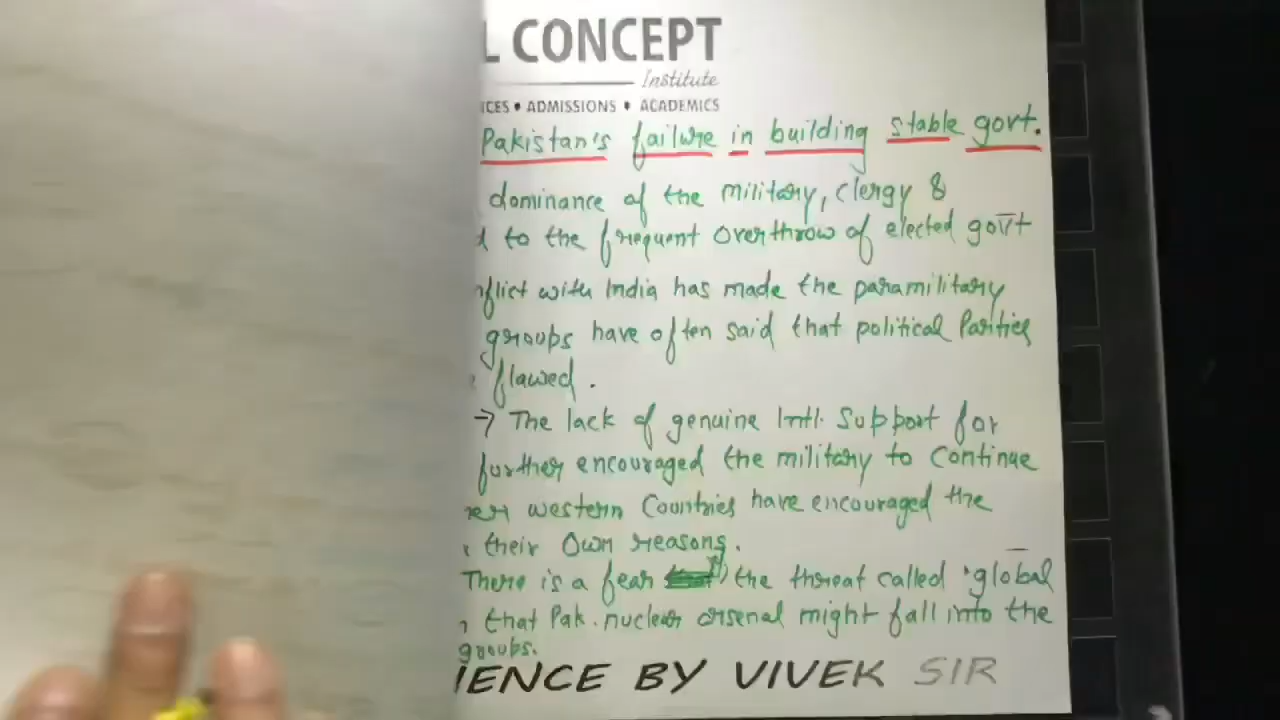 L CONCEPT
Institute
ICES • ADMISSIONS • ACADEMICS
Pakistan's failure in building stable govt.
dominance of the military, clergy &
to the frequent overthrow of elected govt
nflict with India has made the paramilitary
groups have often said that political Parities
flawed.
→ The lack of genuine Intl. Support for
further encouraged the military to continue
western Countries have encouraged the
their Own reasons.
There is a fear the threat called 'global
that Pak. nuclear arsenal might fall into the
groups.
IENCE BY VIVEK SIR